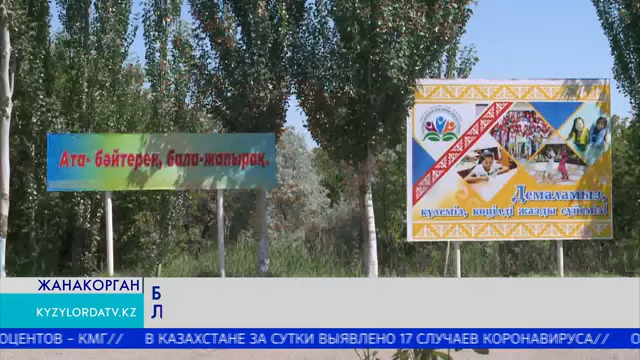 Ата- бәйтерек, бала-жапырақ.
Демаламыз,
күлеміз, көңілді жазды сүйеміз!
ЖАНАКОРГАН
Б
Л
KYZYLORDATV.KZ
ОЦЕНТОВ – КМГ// В КАЗАХСТАНЕ ЗА СУТКИ ВЫЯВЛЕНО 17 СЛУЧАЕВ КОРОНАВИРУСА//